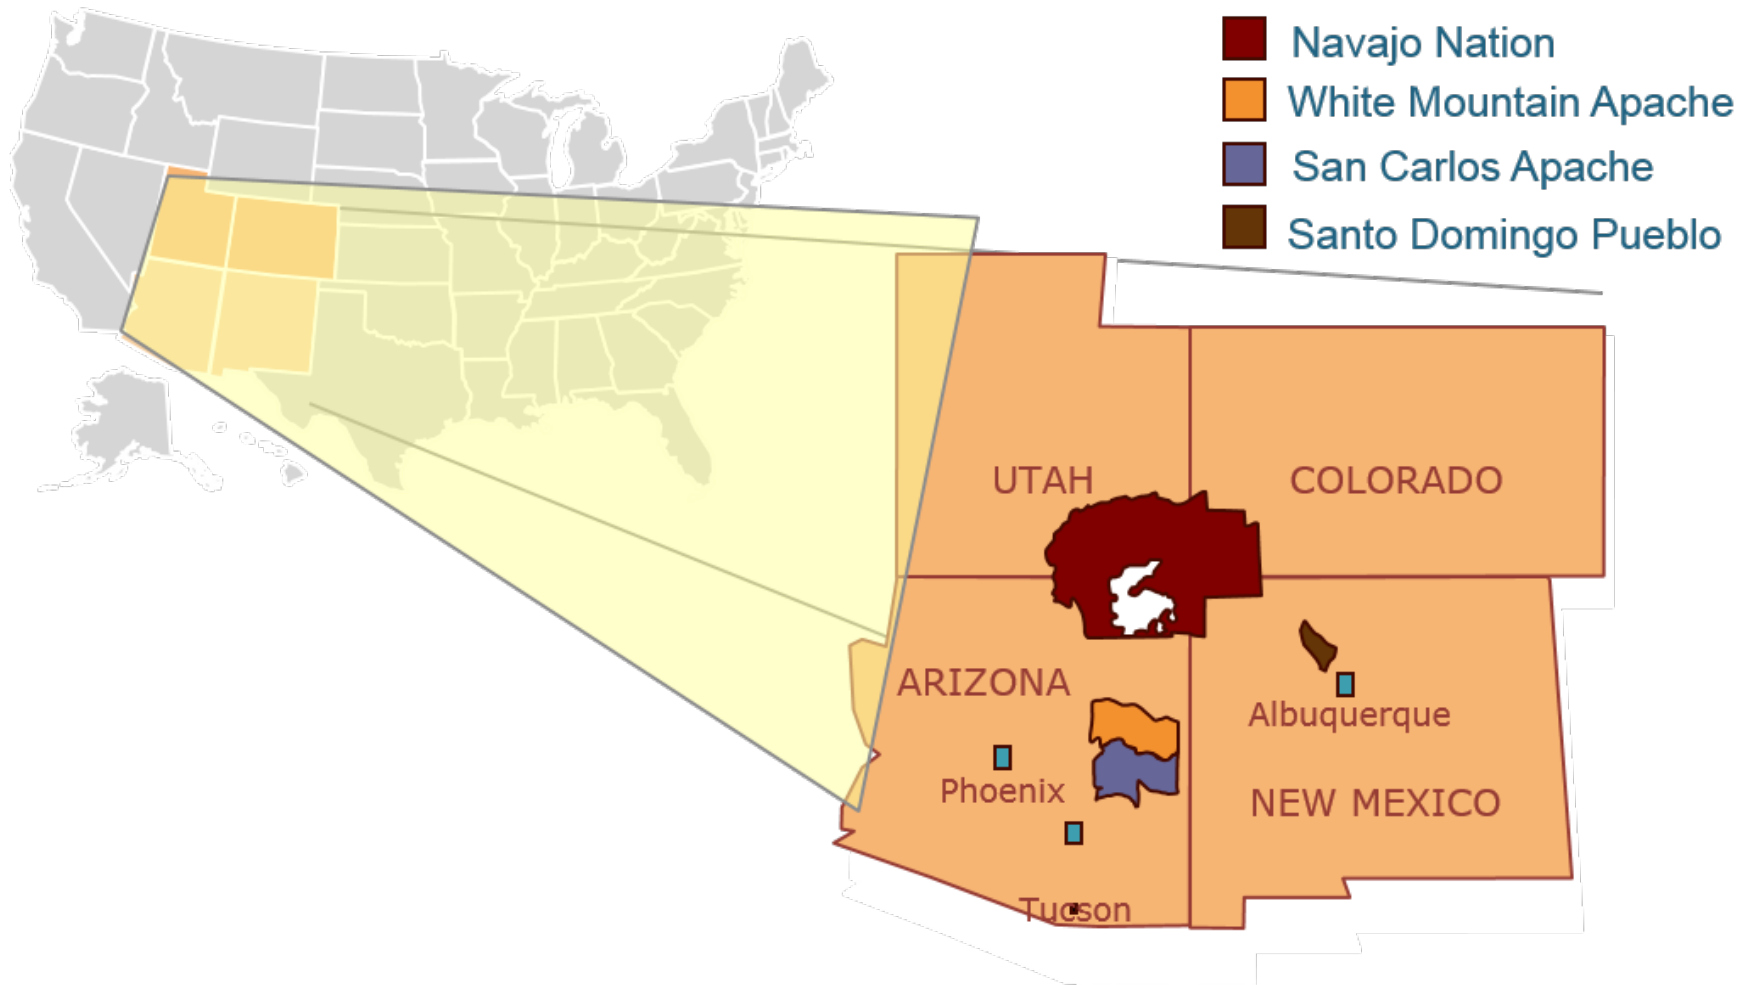 Navajo Nation
White Mountain Apache
San Carlos Apache
Santo Domingo Pueblo
UTAH
COLORADO
ARIZONA
Albuquerque
Phoenix
NEW MEXICO
Tucson